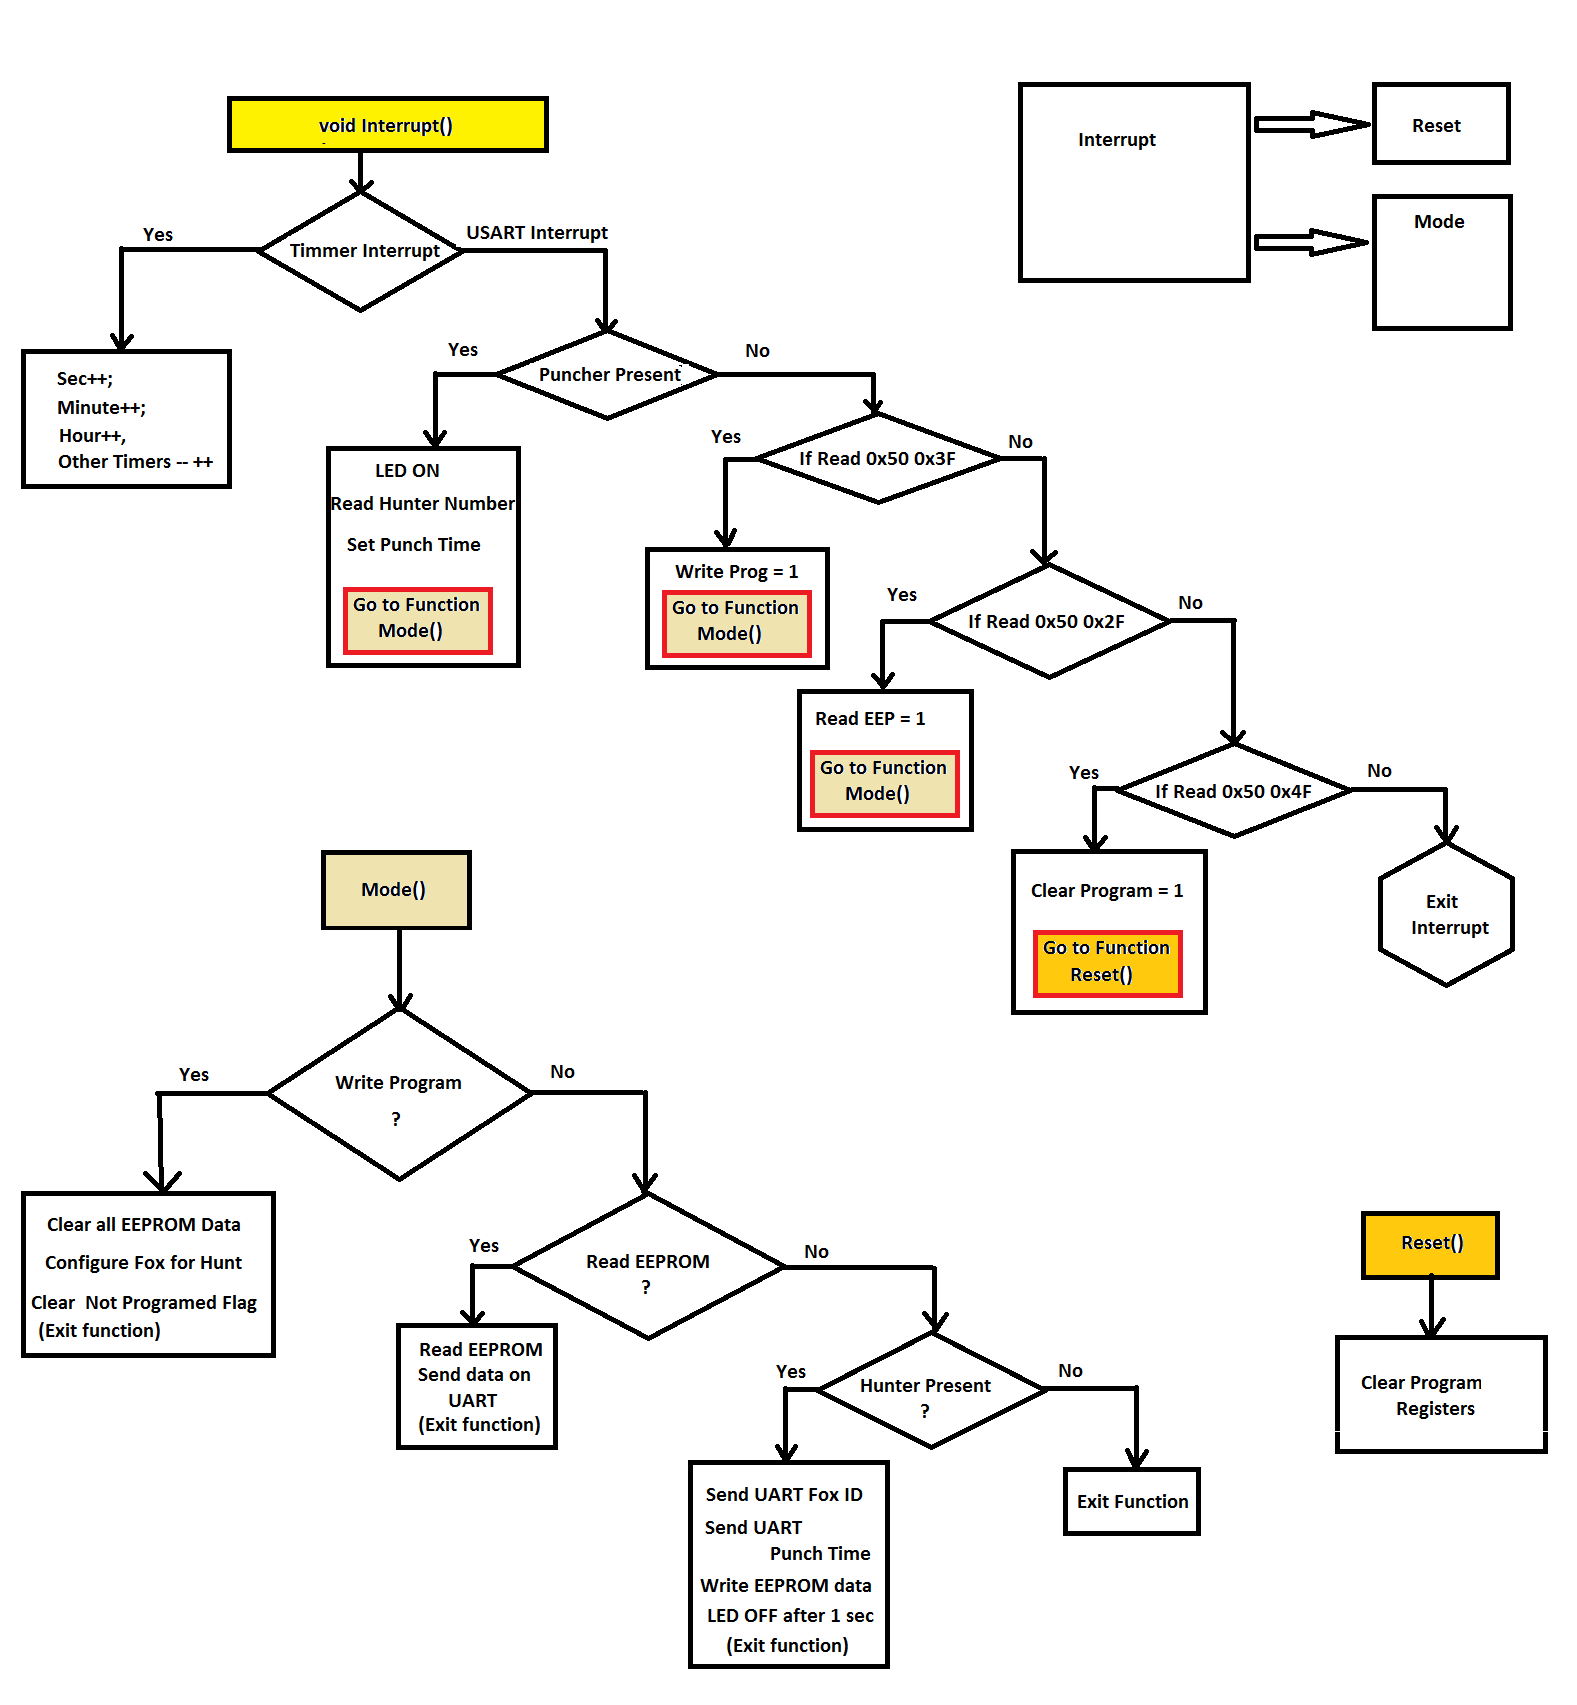 void Interrupt()
Interrupt
Reset
Mode
Timmer Interrupt
Yes
USART Interrupt
Sec++;
Minute++;
Hour++,
Other Timers -- ++
Puncher Present
Yes
No
LED ON
Read Hunter Number
Set Punch Time
Go to Function
Mode()
If Read 0x50 0x3F
Yes
No
Write Prog = 1
Go to Function
Mode()
If Read 0x50 0x2F
Yes
No
Read EEP = 1
Go to Function
Mode()
If Read 0x50 0x4F
Yes
No
Clear Program = 1
Go to Function
Reset()
Exit
Interrupt
Mode()
Write Program
?
Yes
No
Clear all EEPROM Data
Configure Fox for Hunt
Clear  Not Programed Flag
(Exit function)
Read EEPROM
?
Yes
No
Read EEPROM
Send data on
UART
(Exit function)
Hunter Present
?
Yes
No
Send UART Fox ID
Send UART
Punch Time
Write EEPROM data
LED OFF after 1 sec
(Exit function)
Exit Function
Reset()
Clear Program
Registers